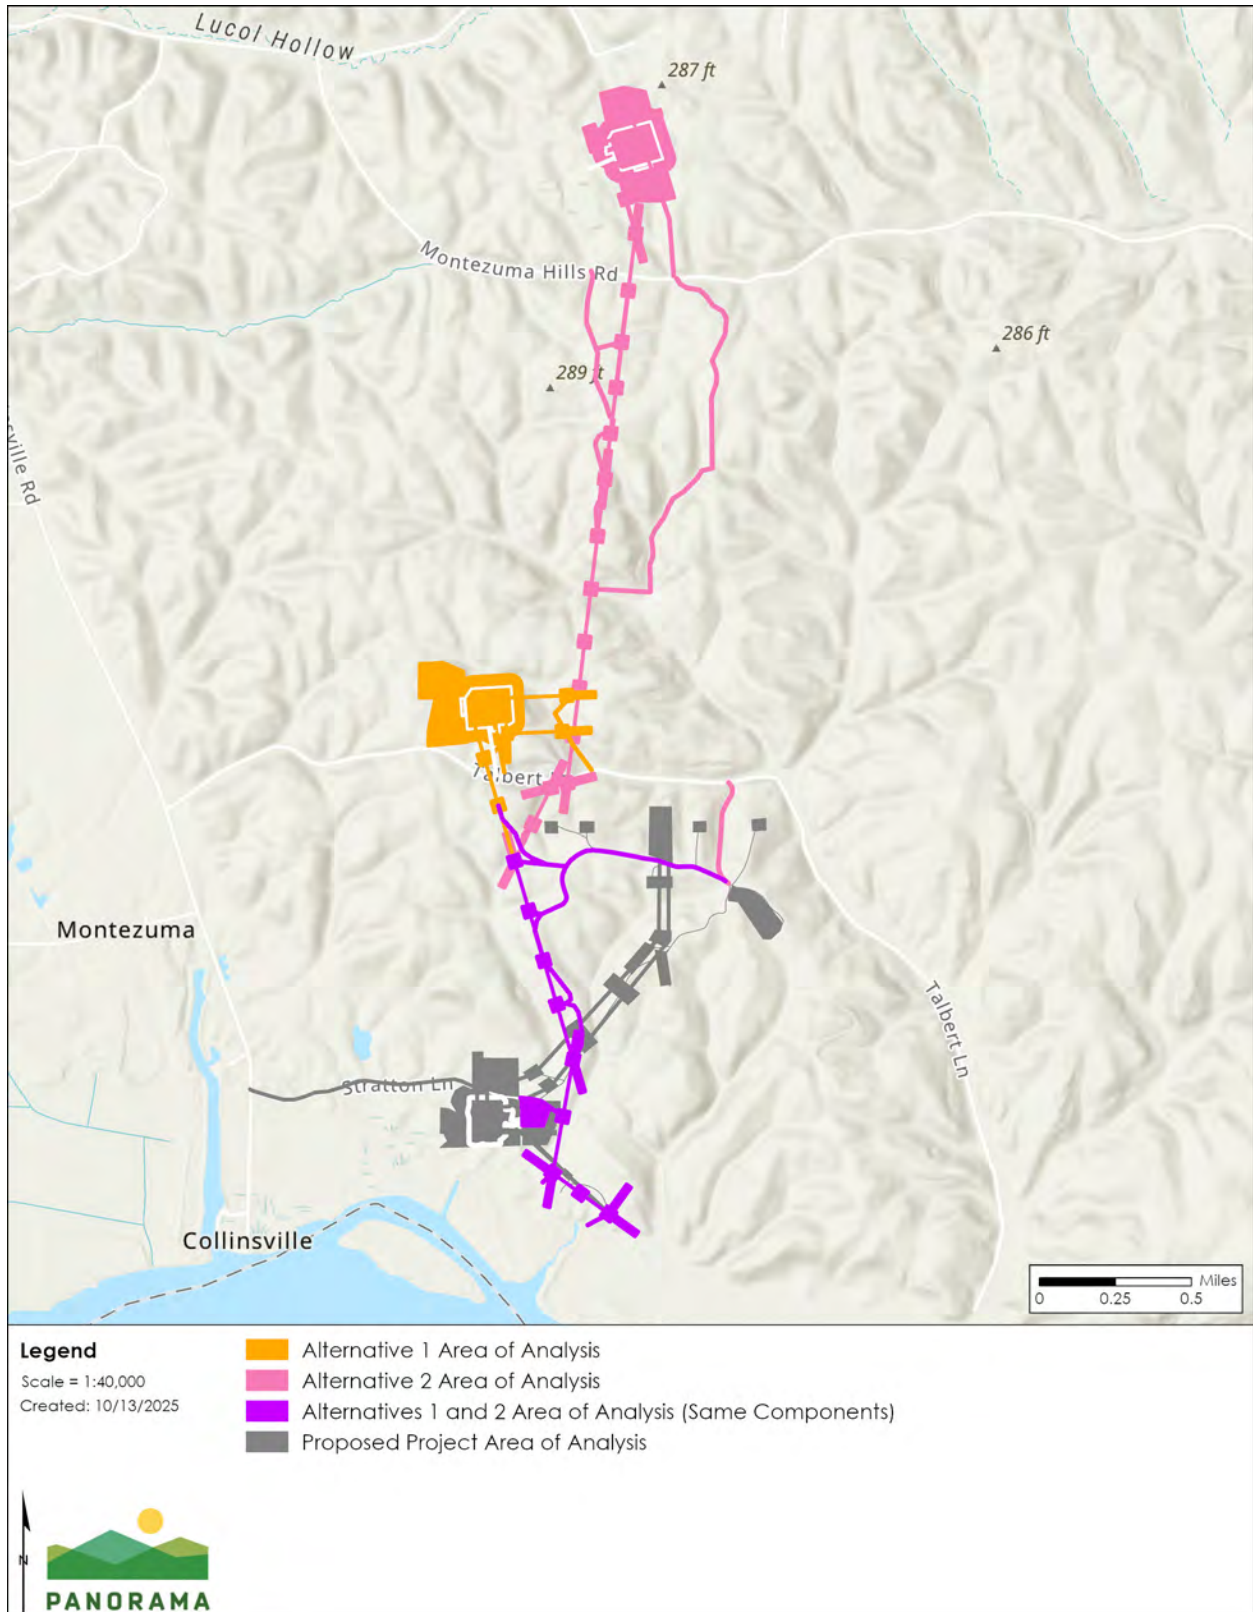 Lucol Hollow
287 ft
Montezuma Hills Rd
286 ft
289 ft
sville Rd
Talbert
Montezuma
Talbert Ln
Stratton Ln
Collinsville
Miles
0 0.25 0.5
Legend
Scale = 1:40,000
Created: 10/13/2025
Alternative 1 Area of Analysis
Alternative 2 Area of Analysis
Alternatives 1 and 2 Area of Analysis (Same Components)
Proposed Project Area of Analysis
N
PANORAMA